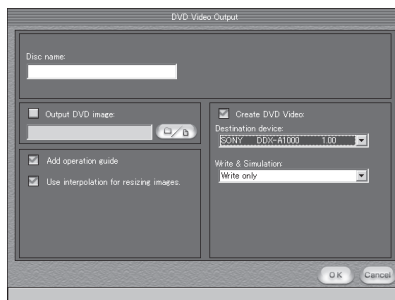 DVD Video Output
Disc name:
Output DVD image:
Add operation guide
Use interpolation for resizing images.
Create DVD Video:
Destination device:
SONY DDX-A1000 1.00
Write & Simulation:
Write only
OK
Cancel